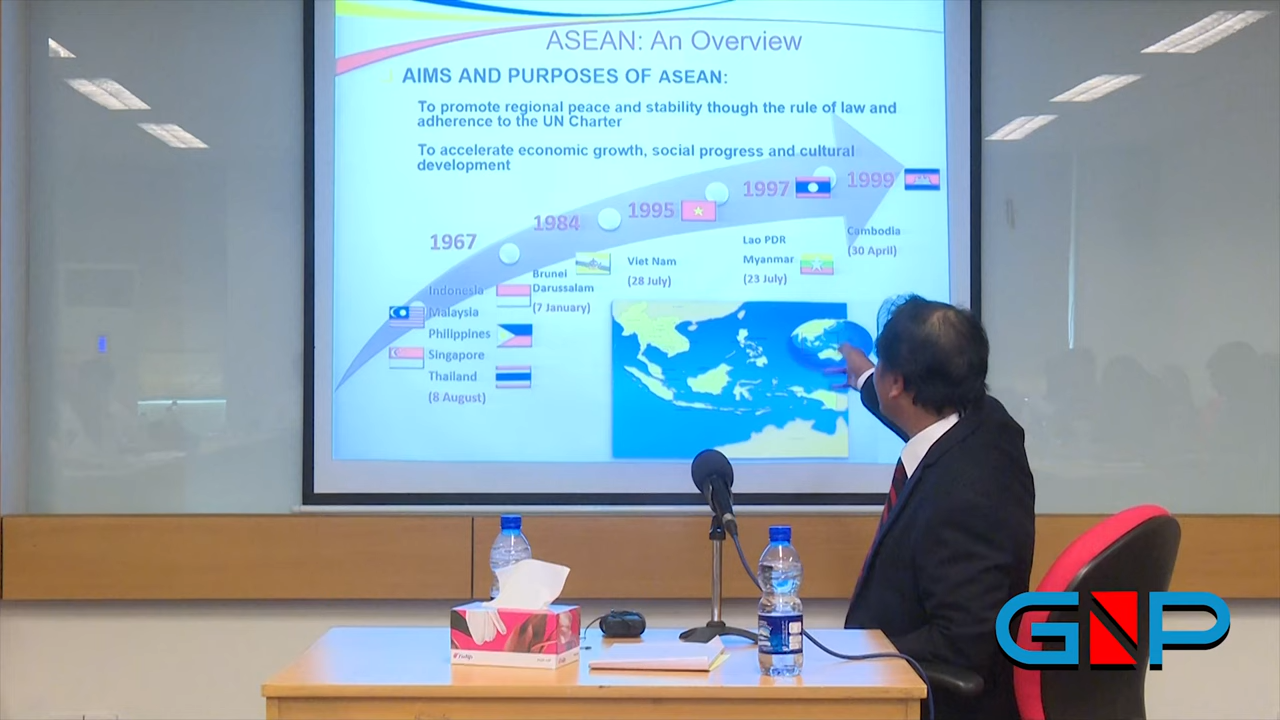 ASEAN: An Overview
AIMS AND PURPOSES OF ASEAN:
To promote regional peace and stability though the rule of law and
adherence to the UN Charter
To accelerate economic growth, social progress and cultural
development
1967
1984
1995
1997
1999
Indonesia
Malaysia
Philippines
Singapore
Thailand
(8 August)
Brunei
Darussalam
(7 January)
Viet Nam
(28 July)
Lao PDR
Myanmar
(23 July)
Cambodia
(30 April)
Tulip
GNP